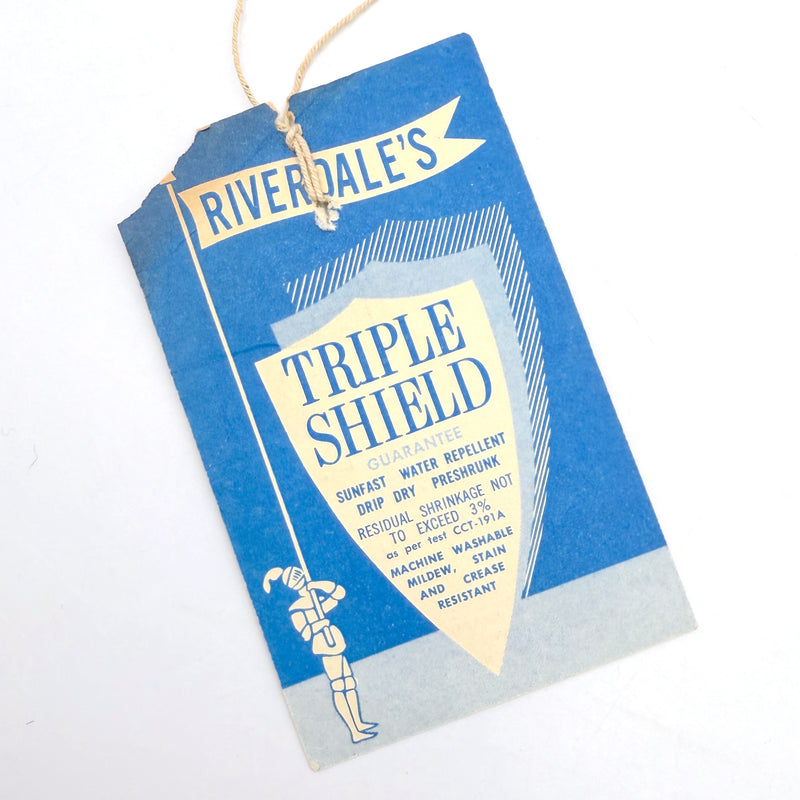 RIVERDALE'S
TRIPLE
SHIELD
GUARANTEE
SUNFAST WATER REPELLENT
DRIP DRY PRESHRUNK
RESIDUAL SHRINKAGE NOT
TO EXCEED 3%
as per test CCT-191A
MACHINE WASHABLE
MILDEW, STAIN
AND CREASE
RESISTANT